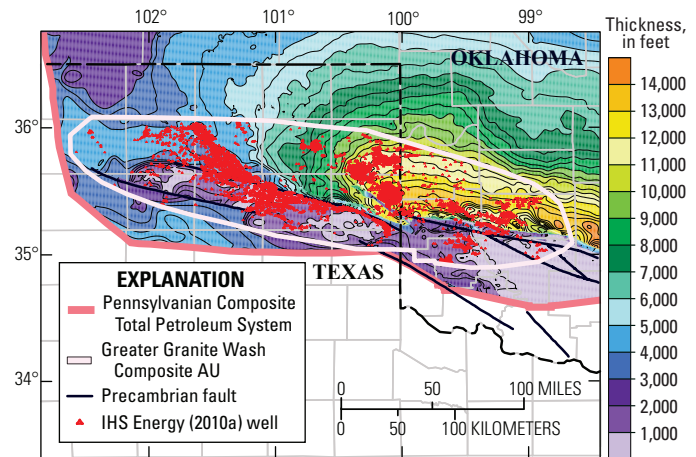 102° 101° 100° 99°
Thickness,
in feet
OKLAHOMA
14,000
13,000
36°
12,000
11,000
10,000
9,000
8,000
35°
7,000
TEXAS
6,000
EXPLANATION
5,000
Pennsylvanian Composite
Total Petroleum System
4,000
Greater Granite Wash
Composite AU
3,000
34°
Precambrian fault
0 50 100 MILES
2,000
IHS Energy (2010a) well
0 50 100 KILOMETERS
1,000